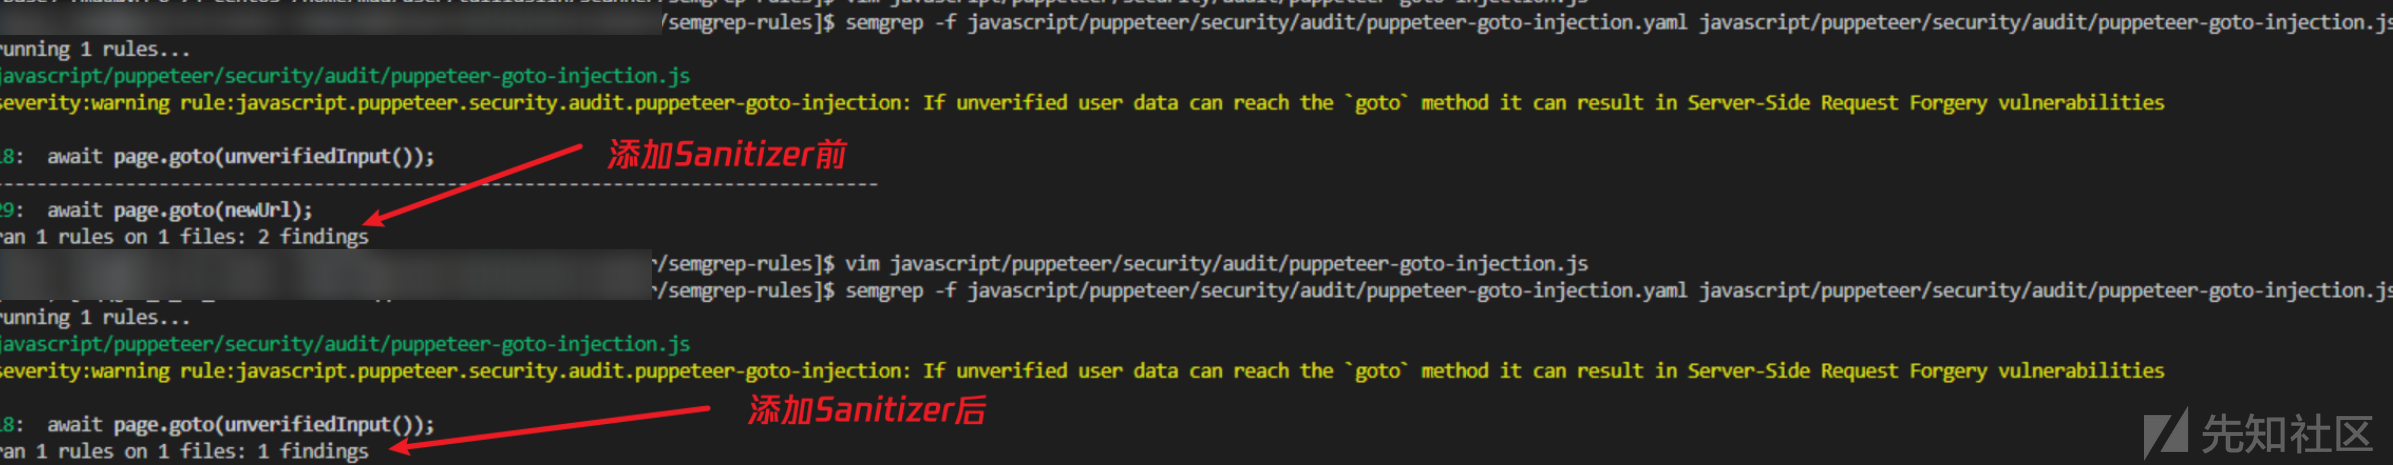 /semgrep-rules]$ semgrep -f javascript/puppeteer/security/audit/puppeteer-goto-injection.yaml javascript/puppeteer/security/audit/puppeteer-goto-injection.js
running 1 rules...
javascript/puppeteer/security/audit/puppeteer-goto-injection.js
severity:warning rule:javascript.puppeteer.security.audit.puppeteer-goto-injection: If unverified user data can reach the `goto` method it can result in Server-Side Request Forgery vulnerabilities
18:  await page.goto(unverifiedInput());
添加Sanitizer前
--------------------------------------------------------------------------------
29:  await page.goto(newUrl);
ran 1 rules on 1 files: 2 findings
/semgrep-rules]$ vim javascript/puppeteer/security/audit/puppeteer-goto-injection.js
/semgrep-rules]$ semgrep -f javascript/puppeteer/security/audit/puppeteer-goto-injection.yaml javascript/puppeteer/security/audit/puppeteer-goto-injection.js
running 1 rules...
javascript/puppeteer/security/audit/puppeteer-goto-injection.js
severity:warning rule:javascript.puppeteer.security.audit.puppeteer-goto-injection: If unverified user data can reach the `goto` method it can result in Server-Side Request Forgery vulnerabilities
添加Sanitizer后
18:  await page.goto(unverifiedInput());
ran 1 rules on 1 files: 1 findings
先知社区